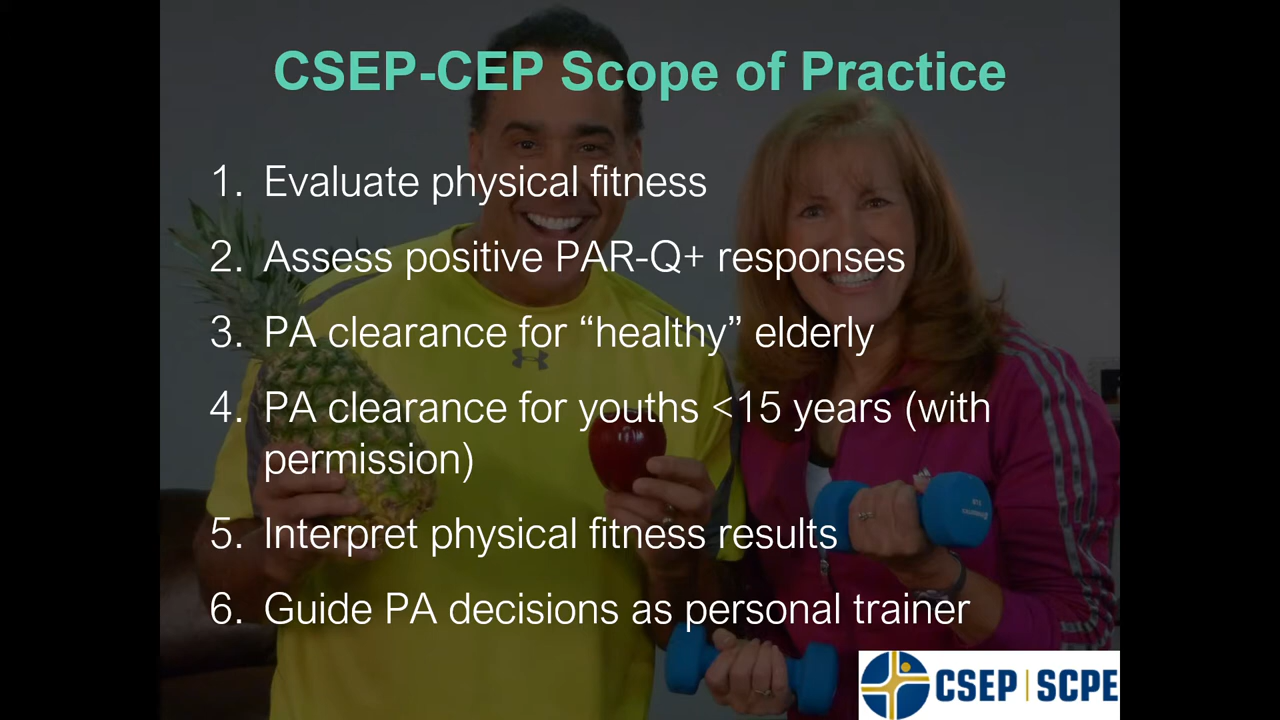 CSEP-CEP Scope of Practice
1. Evaluate physical fitness
2. Assess positive PAR-Q+ responses
3. PA clearance for “healthy” elderly
4. PA clearance for youths <15 years (with
permission)
5. Interpret physical fitness results
6. Guide PA decisions as personal trainer
CSEP | SCPE